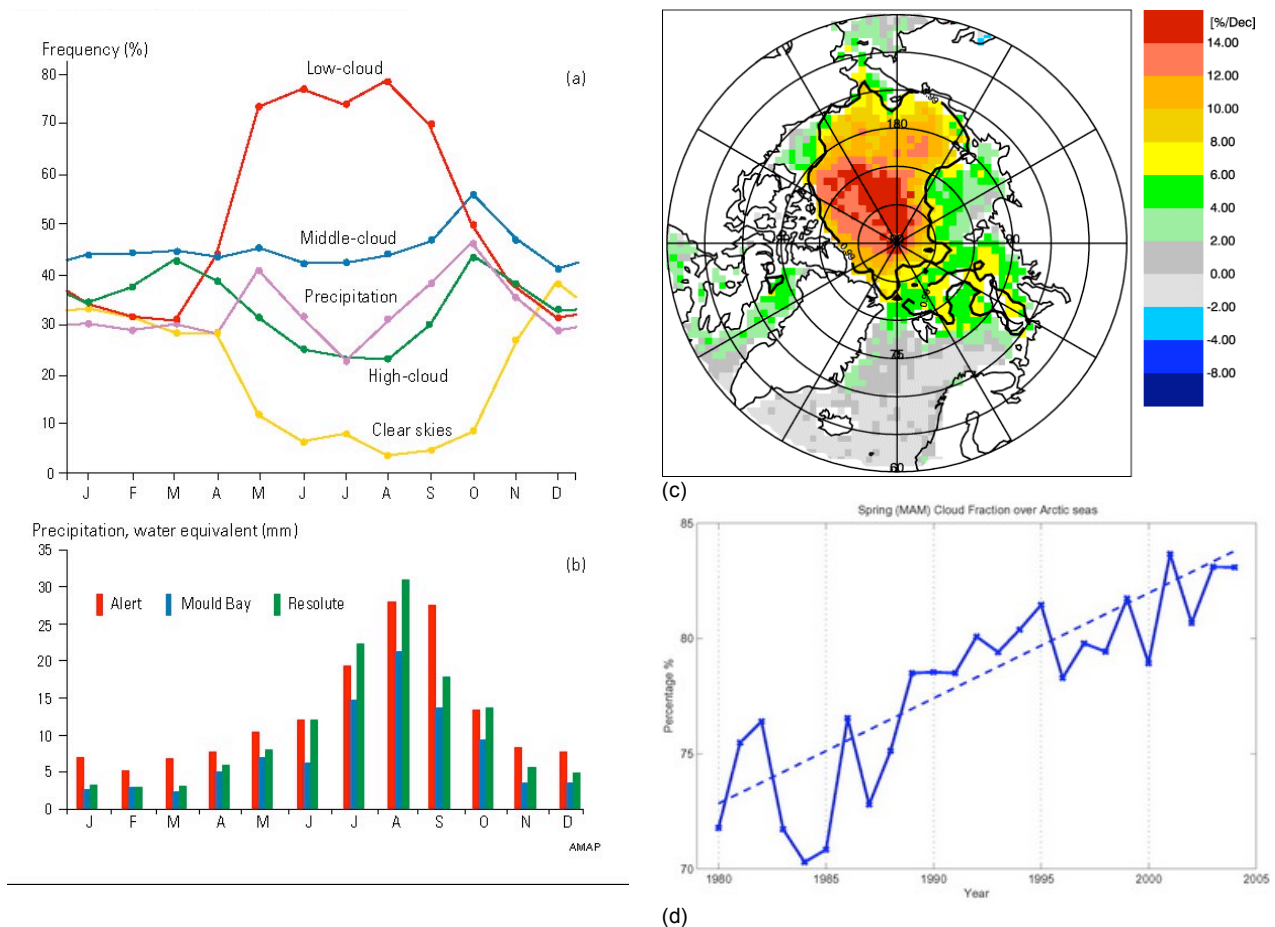 Frequency (%)
(a)
Low-cloud
Middle-cloud
Precipitation
High-cloud
Clear skies
80
70
60
50
40
30
20
10
0
J F M A M J J A S O N D
Precipitation, water equivalent (mm)
(b)
Alert Mould Bay Resolute
35
30
25
20
15
10
5
0
J F M A M J J A S O N D
AMAP
[%/Dec]
14.00
12.00
10.00
8.00
6.00
4.00
2.00
0.00
-2.00
-4.00
-8.00
180
75
60
(c)
Spring (MAM) Cloud Fraction over Arctic seas
85
80
75
70
Percentage %
1980 1985 1990 1995 2000 2005
Year
(d)